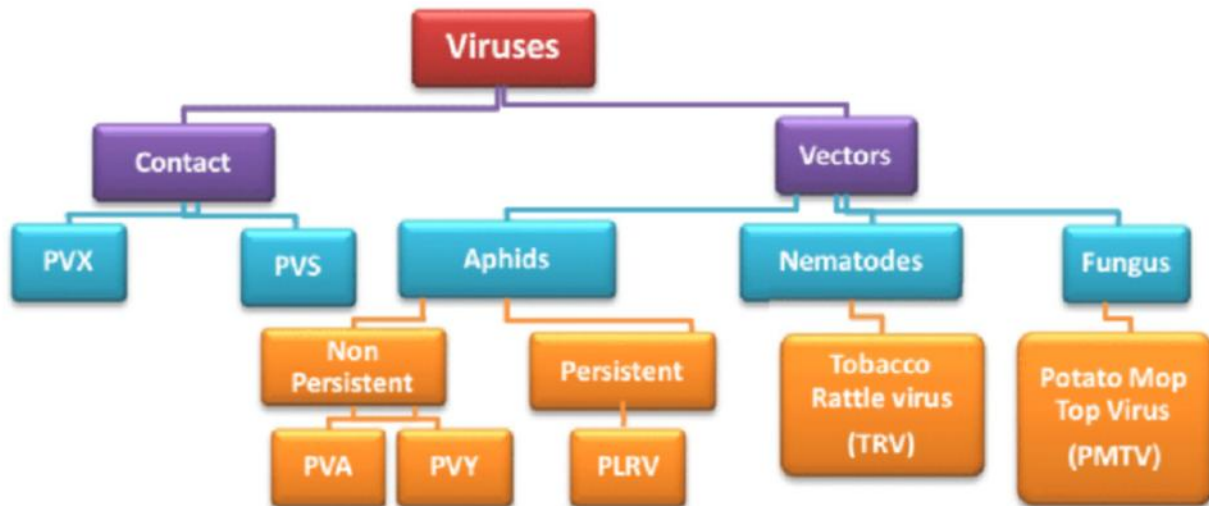 Viruses
Contact
Vectors
PVX
PVS
Aphids
Nematodes
Fungus
Non
Persistent
Persistent
Tobacco
Rattle virus
(TRV)
Potato Mop
Top Virus
(PMTV)
PVA
PVY
PLRV